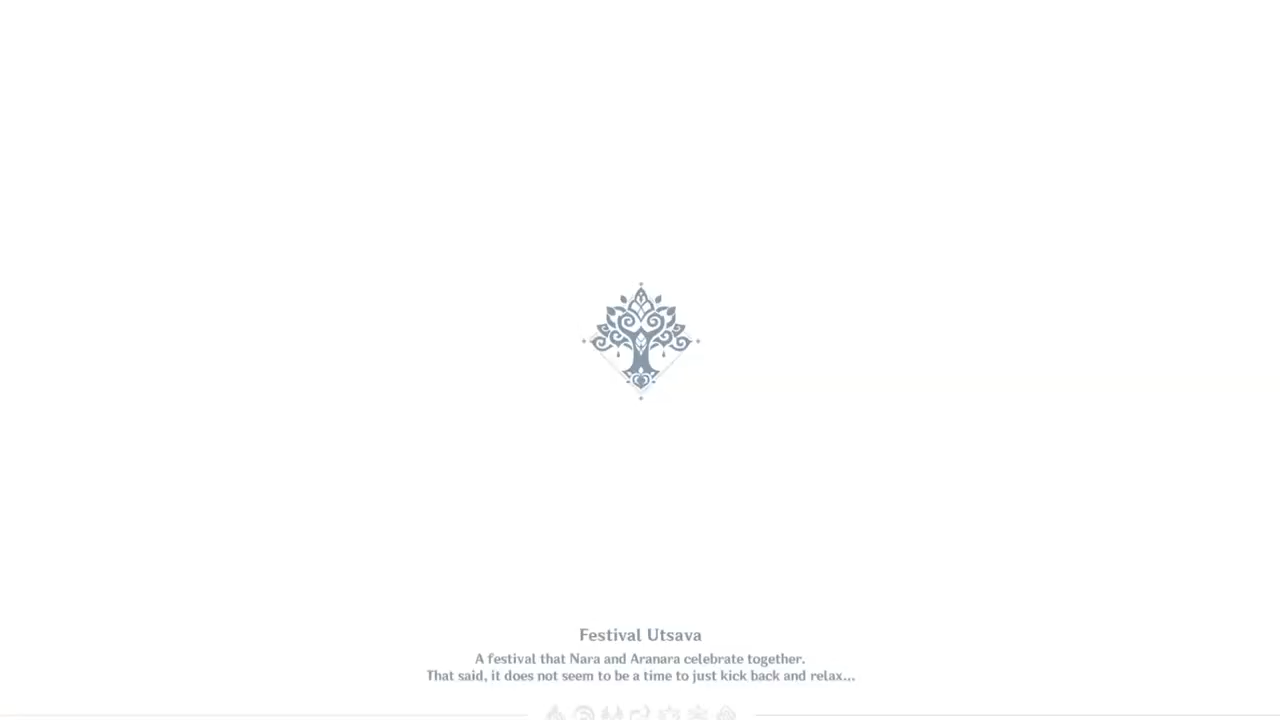 Festival Utsava
A festival that Nara and Aranara celebrate together.
That said, it does not seem to be a time to just kick back and relax...